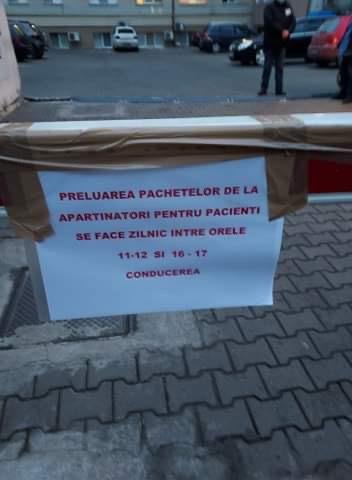 PRELUAREA PACHETELOR DE LA
APARTINATORI PENTRU PACIENTI
SE FACE ZILNIC INTRE ORELE
11-12 SI 16 - 17
CONDUCEREA